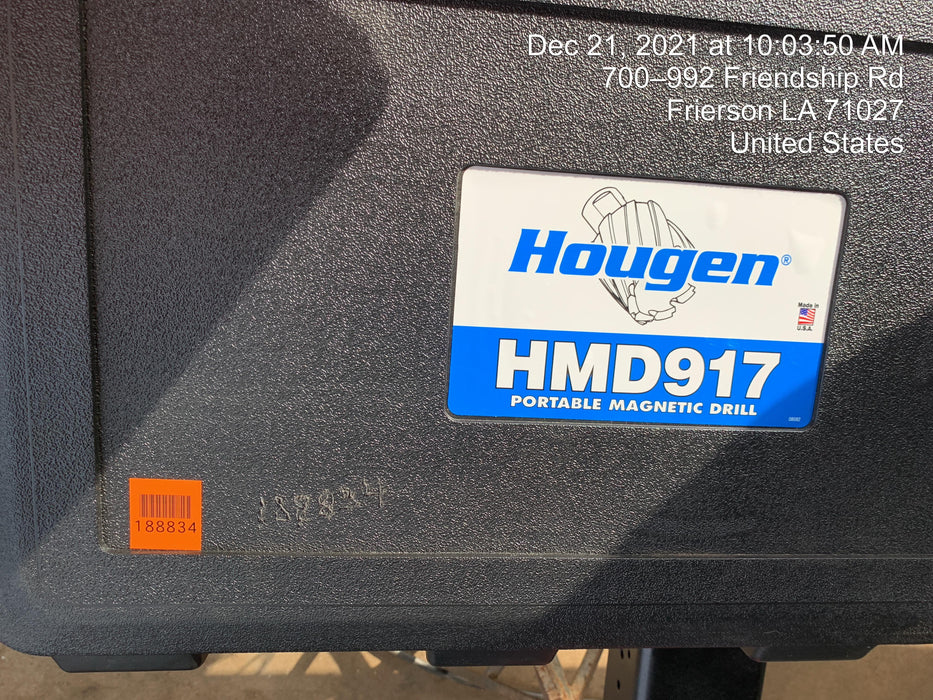 Dec 21, 2021 at 10:03:50 AM
700–992 Friendship Rd
Frierson LA 71027
United States
Hougen®
Made in
U.S.A.
HMD917
PORTABLE MAGNETIC DRILL
188834
188834